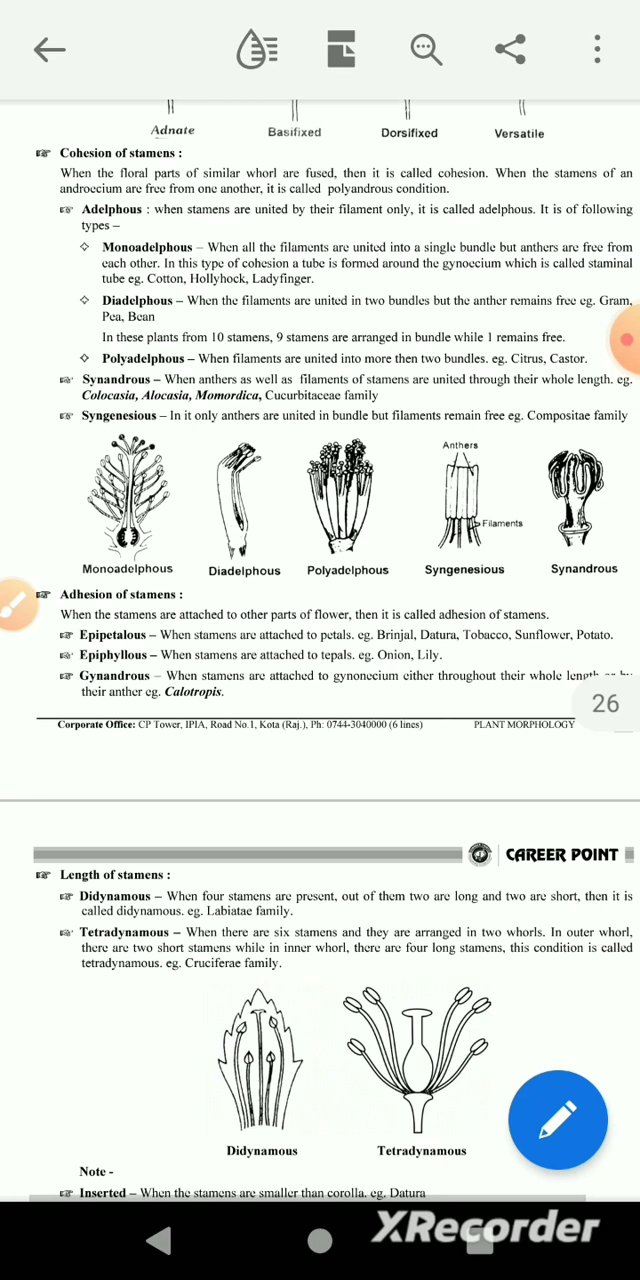 Adnate Basifixed Dorsifixed Versatile
Cohesion of stamens :
When the floral parts of similar whorl are fused, then it is called cohesion. When the stamens of an
androecium are free from one another, it is called polyandrous condition.
Adelphous : when stamens are united by their filament only, it is called adelphous. It is of following
types –
Monoadelphous – When all the filaments are united into a single bundle but anthers are free from
each other. In this type of cohesion a tube is formed around the gynoecium which is called staminal
tube eg. Cotton, Hollyhock, Ladyfinger.
Diadelphous – When the filaments are united in two bundles but the anther remains free eg. Gram,
Pea, Bean
In these plants from 10 stamens, 9 stamens are arranged in bundle while 1 remains free.
Polyadelphous – When filaments are united into more then two bundles. eg. Citrus, Castor.
Synandrous – When anthers as well as filaments of stamens are united through their whole length. eg.
Colocasia, Alocasia, Momordica, Cucurbitaceae family
Syngenesious – In it only anthers are united in bundle but filaments remain free eg. Compositae family
Anthers
Filaments
Monoadelphous Diadelphous Polyadelphous Syngenesious Synandrous
Adhesion of stamens :
When the stamens are attached to other parts of flower, then it is called adhesion of stamens.
Epipetalous – When stamens are attached to petals. eg. Brinjal, Datura, Tobacco, Sunflower, Potato.
Epiphyllous – When stamens are attached to tepals. eg. Onion, Lily.
Gynandrous – When stamens are attached to gynonecium either throughout their whole length or by
their anther eg. Calotropis.
26
Corporate Office: CP Tower, IPIA, Road No.1, Kota (Raj.), Ph: 0744-3040000 (6 lines) PLANT MORPHOLOGY
CAREER POINT
Length of stamens :
Didynamous – When four stamens are present, out of them two are long and two are short, then it is
called didynamous. eg. Labiatae family.
Tetradynamous – When there are six stamens and they are arranged in two whorls. In outer whorl,
there are two short stamens while in inner whorl, there are four long stamens, this condition is called
tetradynamous. eg. Cruciferae family.
Didynamous Tetradynamous
Note -
Inserted – When the stamens are smaller than corolla. eg. Datura
XRecorder